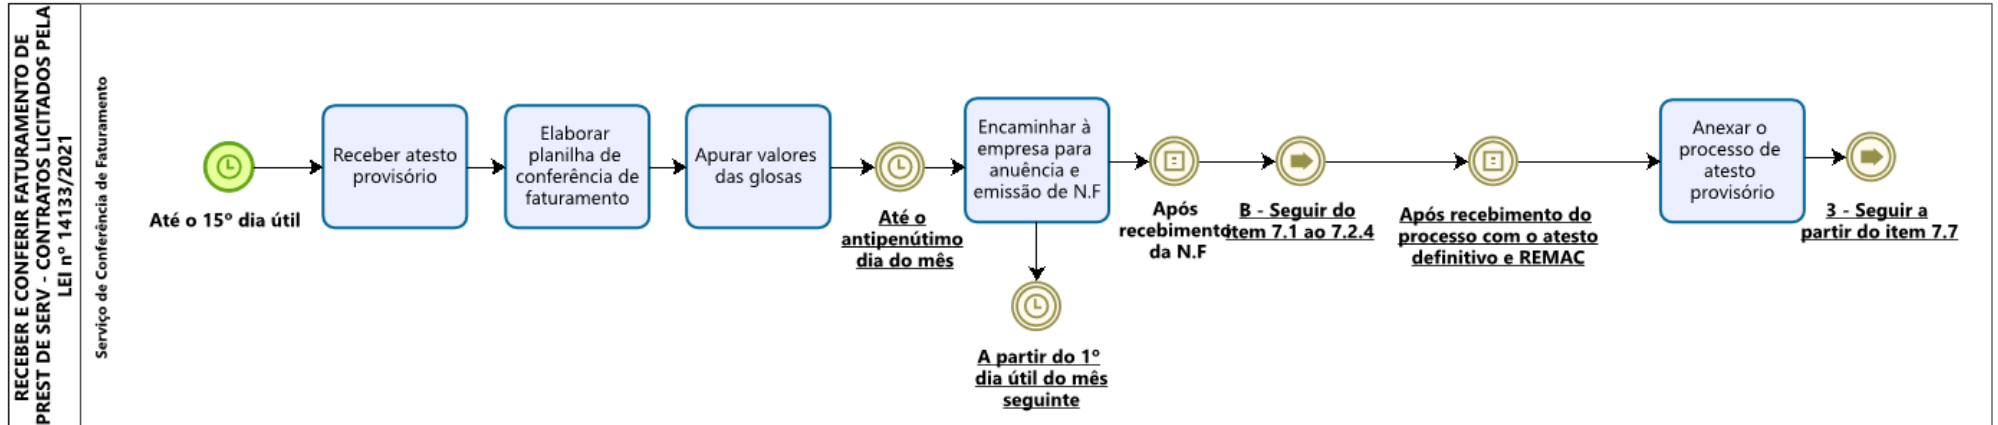 RECEBER E CONFERIR FATURAMENTO DE
PREST DE SERV - CONTRATOS LICITADOS PELA
LEI nº 14133/2021
Serviço de Conferência de Faturamento
Até o 15º dia útil
Receber atesto
provisório
Elaborar
planilha de
conferência de
faturamento
Apurar valores
das glosas
Até o
antipenútimo
dia do mês
Encaminhar à
empresa para
anuência e
emissão de N.F
A partir do 1º
dia útil do mês
seguinte
Após
recebimento
da N.F
B - Seguir do
item 7.1 ao 7.2.4
Após recebimento do
processo com o atesto
definitivo e REMAC
Anexar o
processo de
atesto
provisório
3 - Seguir a
partir do item 7.7